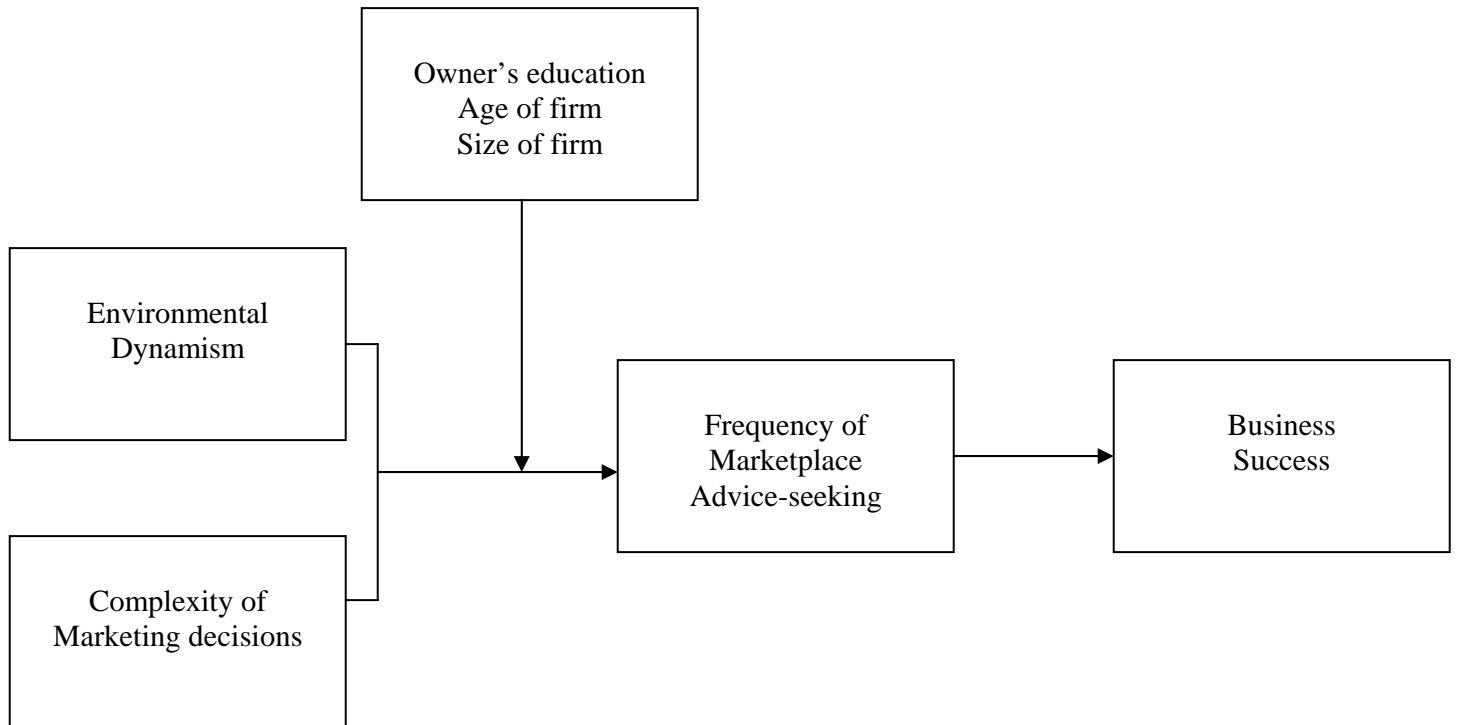 Owner’s education
Age of firm
Size of firm
Environmental
Dynamism
Frequency of
Marketplace
Advice-seeking
Business
Success
Complexity of
Marketing decisions